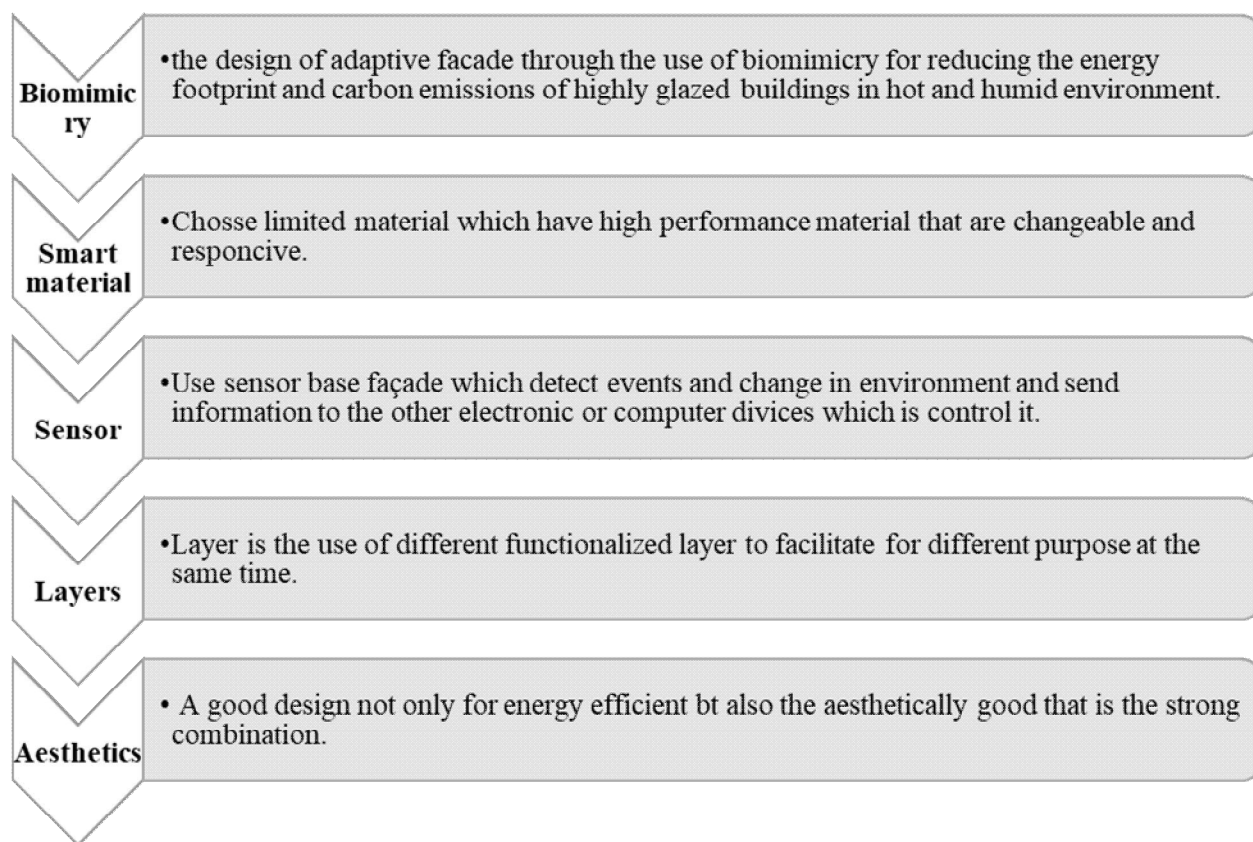 Biomimic
ry
•the design of adaptive facade through the use of biomimicry for reducing the energy
footprint and carbon emissions of highly glazed buildings in hot and humid environment.
Smart
material
•Chosse limited material which have high performance material that are changeable and
responcive.
Sensor
•Use sensor base façade which detect events and change in environment and send
information to the other electronic or computer divices which is control it.
Layers
•Layer is the use of different functionalized layer to facilitate for different purpose at the
same time.
Aesthetics
• A good design not only for energy efficient bt also the aesthetically good that is the strong
combination.